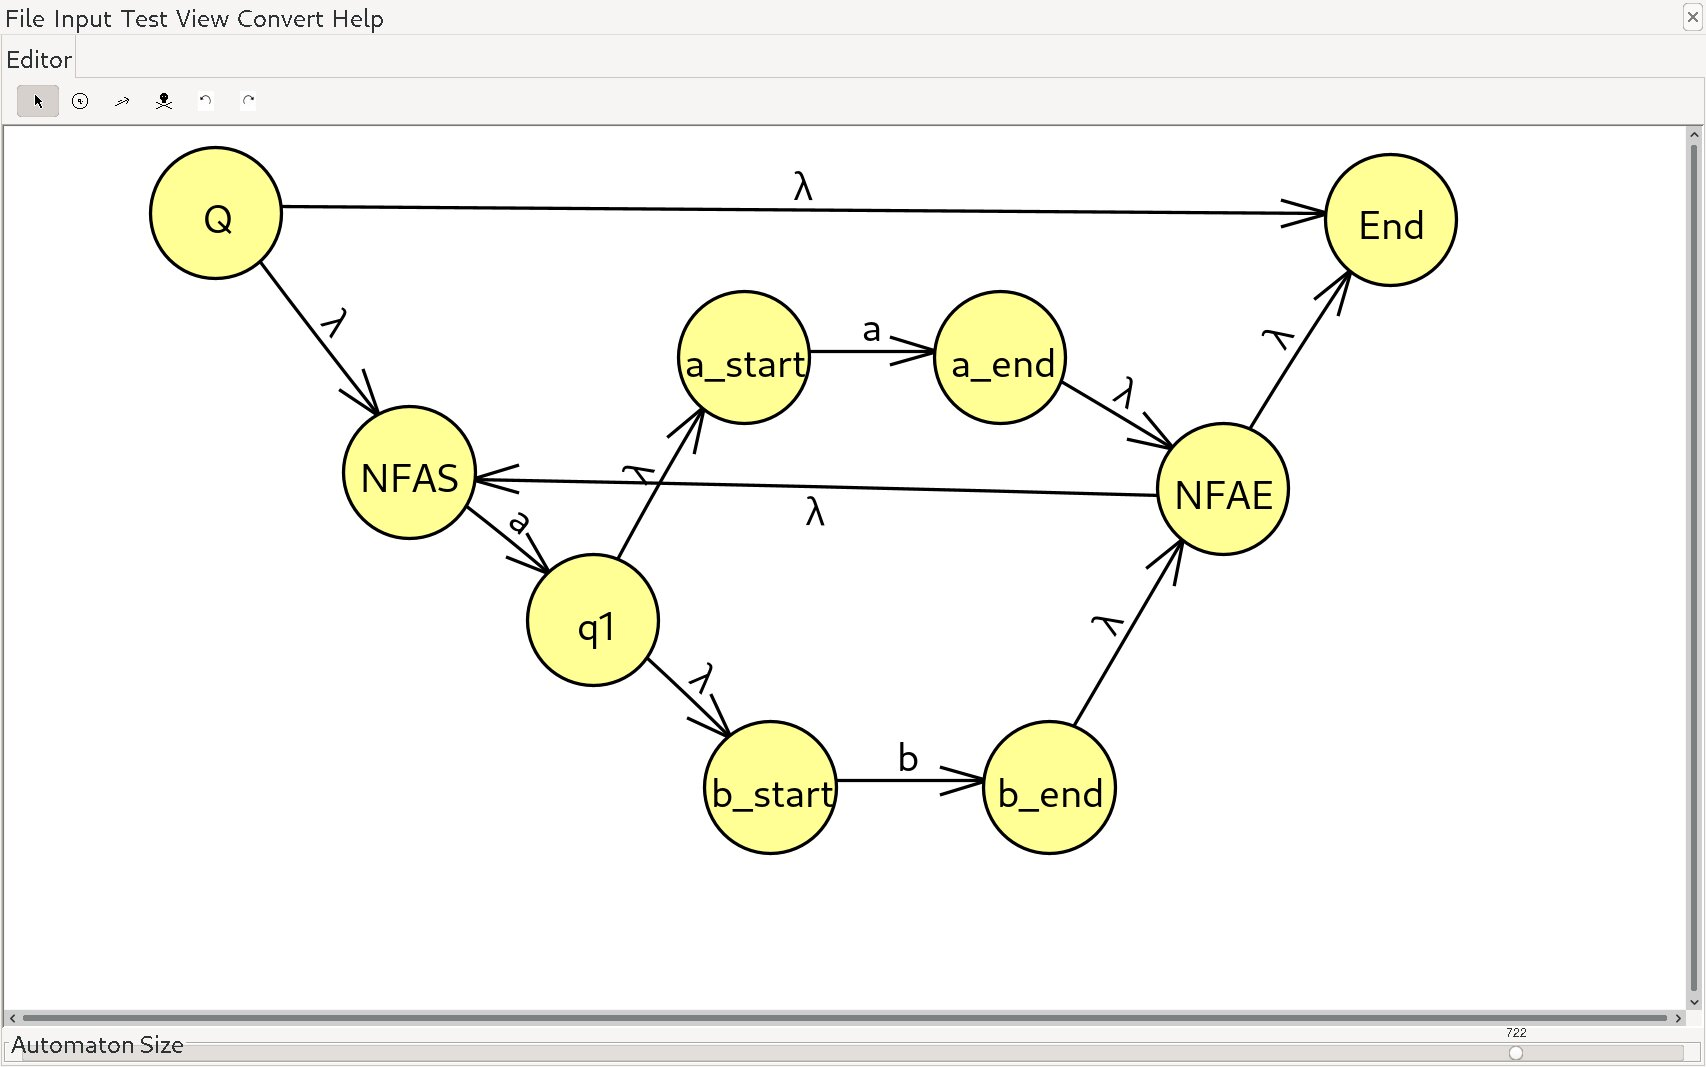 File Input Test View Convert Help
Editor
λ
Q
End
λ
a
a_start
a_end
λ
λ
λ
NFAS
NFAE
λ
a
q1
λ
λ
b
b_start
b_end
722
Automaton Size